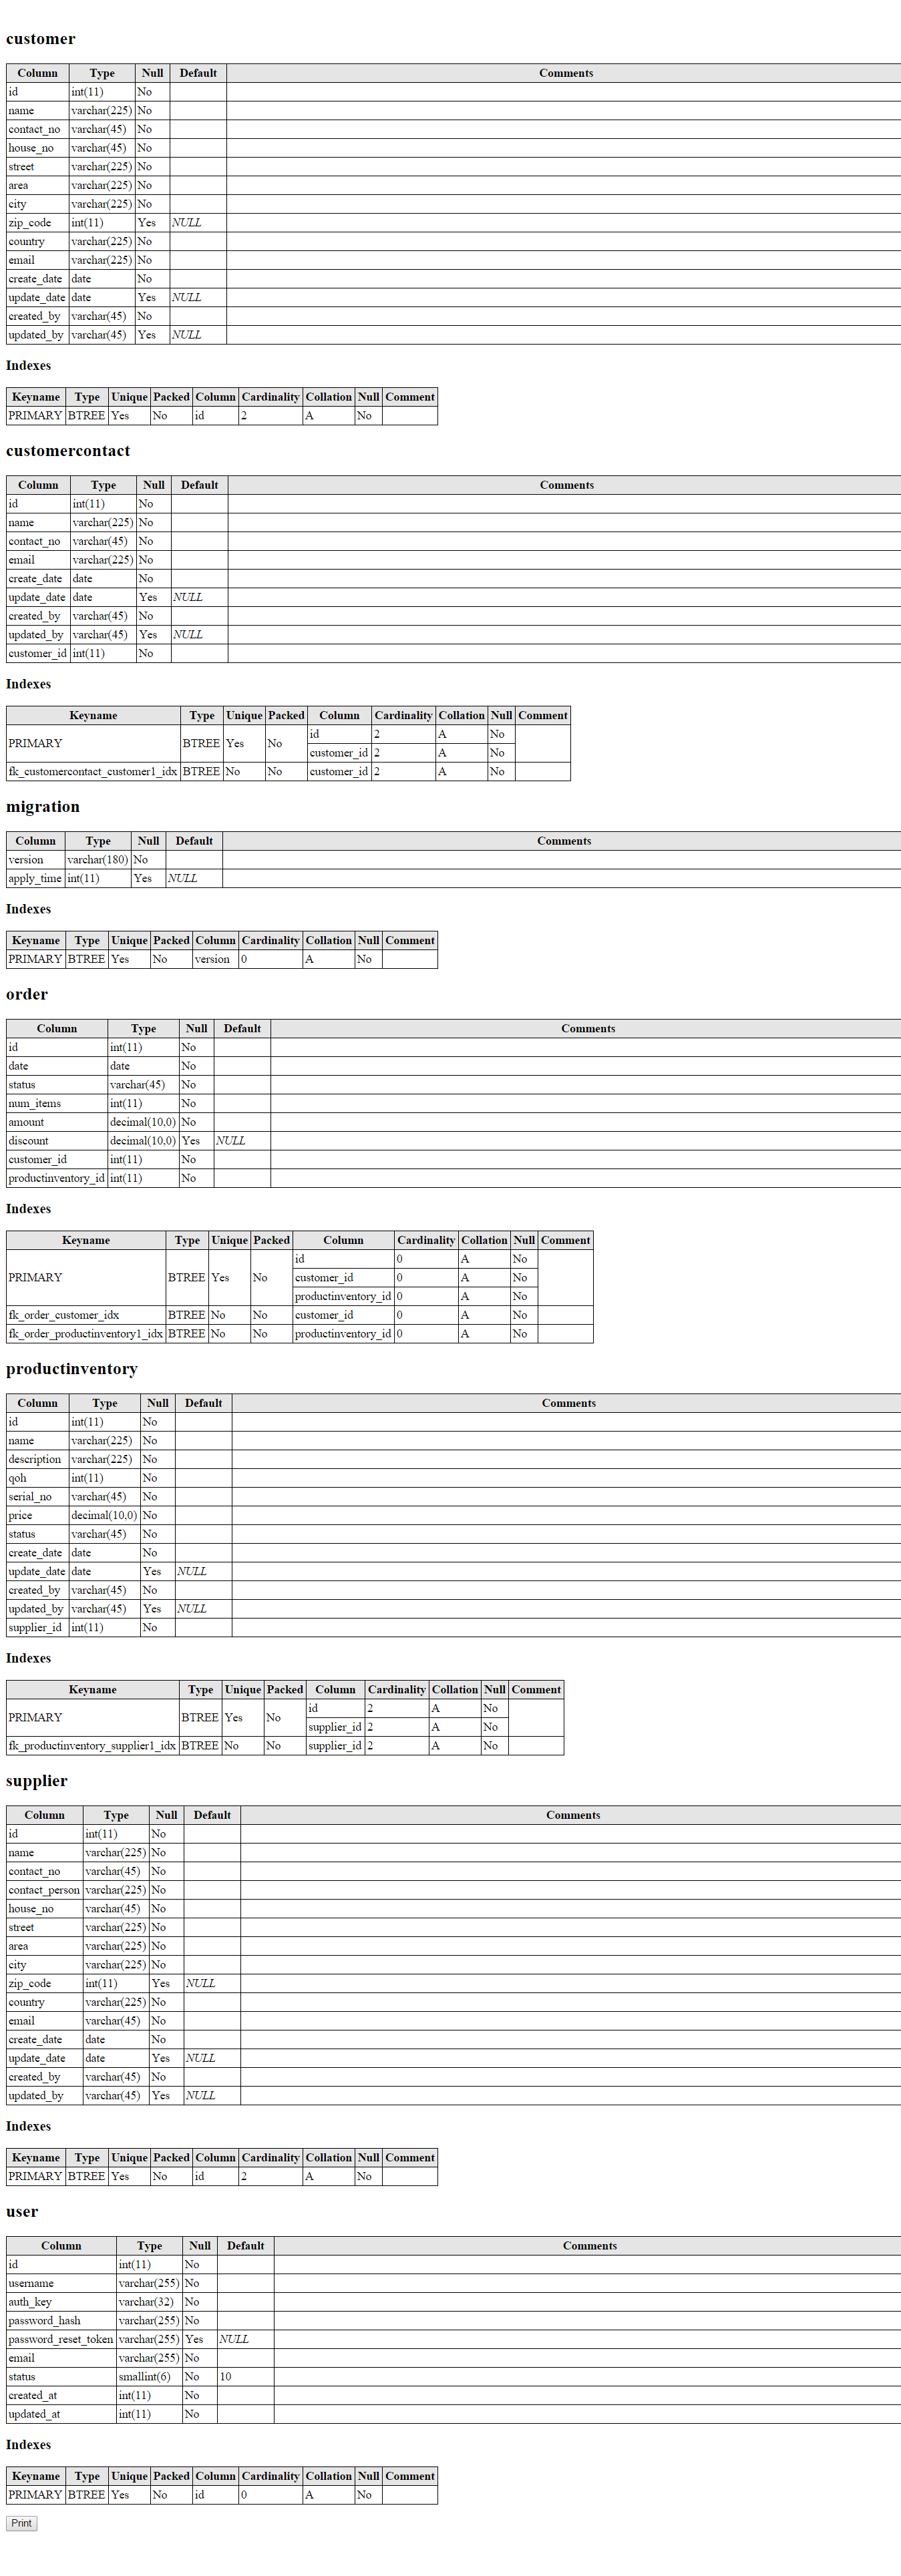 customer
Column Type Null Default Comments
id int(11) No
name varchar(225) No
contact_no varchar(45) No
house_no varchar(45) No
street varchar(225) No
area varchar(225) No
city varchar(225) No
zip_code int(11) Yes NULL
country varchar(225) No
email varchar(225) No
create_date date No
update_date date Yes NULL
created_by varchar(45) No
updated_by varchar(45) Yes NULL
Indexes
Keyname Type Unique Packed Column Cardinality Collation Null Comment
PRIMARY BTREE Yes No id 2 A No
customercontact
Column Type Null Default Comments
id int(11) No
name varchar(225) No
contact_no varchar(45) No
email varchar(225) No
create_date date No
update_date date Yes NULL
created_by varchar(45) No
updated_by varchar(45) Yes NULL
customer_id int(11) No
Indexes
Keyname Type Unique Packed Column Cardinality Collation Null Comment
PRIMARY BTREE Yes No id 2 A No
customer_id 2 A No
fk_customercontact_customer1_idx BTREE No No customer_id 2 A No
migration
Column Type Null Default Comments
version varchar(180) No
apply_time int(11) Yes NULL
Indexes
Keyname Type Unique Packed Column Cardinality Collation Null Comment
PRIMARY BTREE Yes No version 0 A No
order
Column Type Null Default Comments
id int(11) No
date date No
status varchar(45) No
num_items int(11) No
amount decimal(10,0) No
discount decimal(10,0) Yes NULL
customer_id int(11) No
productinventory_id int(11) No
Indexes
Keyname Type Unique Packed Column Cardinality Collation Null Comment
PRIMARY BTREE Yes No id 0 A No
customer_id 0 A No
productinventory_id 0 A No
fk_order_customer_idx BTREE No No customer_id 0 A No
fk_order_productinventory1_idx BTREE No No productinventory_id 0 A No
productinventory
Column Type Null Default Comments
id int(11) No
name varchar(225) No
description varchar(225) No
qoh int(11) No
serial_no varchar(45) No
price decimal(10,0) No
status varchar(45) No
create_date date No
update_date date Yes NULL
created_by varchar(45) No
updated_by varchar(45) Yes NULL
supplier_id int(11) No
Indexes
Keyname Type Unique Packed Column Cardinality Collation Null Comment
PRIMARY BTREE Yes No id 2 A No
supplier_id 2 A No
fk_productinventory_supplier1_idx BTREE No No supplier_id 2 A No
supplier
Column Type Null Default Comments
id int(11) No
name varchar(225) No
contact_no varchar(45) No
contact_person varchar(225) No
house_no varchar(45) No
street varchar(225) No
area varchar(225) No
city varchar(225) No
zip_code int(11) Yes NULL
country varchar(225) No
email varchar(45) No
create_date date No
update_date date Yes NULL
created_by varchar(45) No
updated_by varchar(45) Yes NULL
Indexes
Keyname Type Unique Packed Column Cardinality Collation Null Comment
PRIMARY BTREE Yes No id 2 A No
user
Column Type Null Default Comments
id int(11) No
username varchar(255) No
auth_key varchar(32) No
password_hash varchar(255) No
password_reset_token varchar(255) Yes NULL
email varchar(255) No
status smallint(6) No 10
created_at int(11) No
updated_at int(11) No
Indexes
Keyname Type Unique Packed Column Cardinality Collation Null Comment
PRIMARY BTREE Yes No id 0 A No
Print